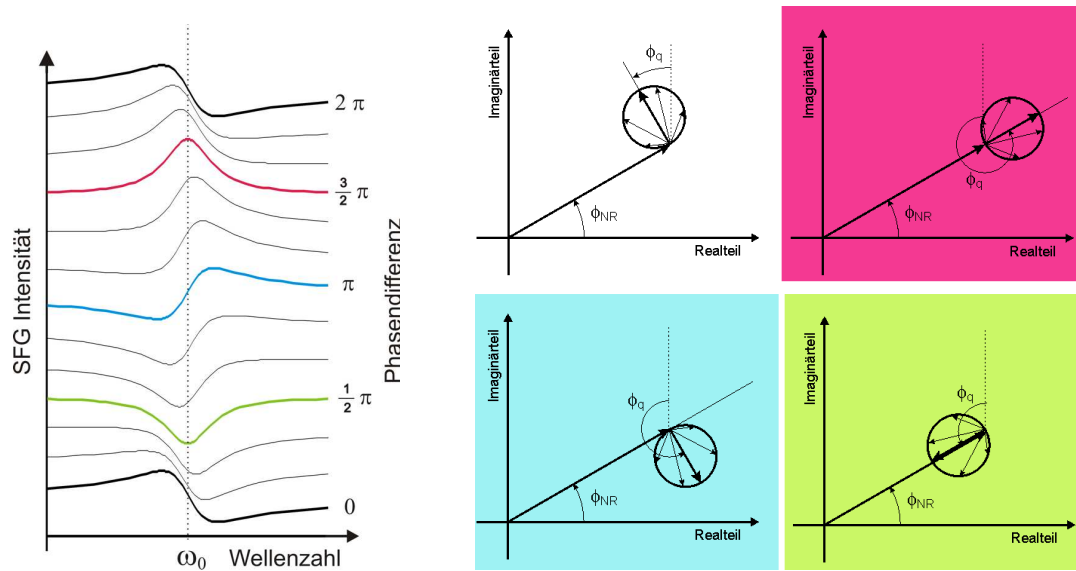 SFG Intensität
2 π
3/2 π
π
1/2 π
0
Phasendifferenz
ω₀ Wellenzahl
Imaginärteil
ϕq
ϕNR
Realteil
Imaginärteil
ϕq
ϕNR
Realteil
Imaginärteil
ϕq
ϕNR
Realteil
Imaginärteil
ϕq
ϕNR
Realteil